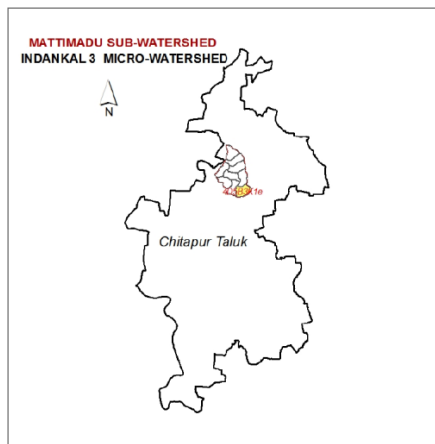 MATTIMADU SUB-WATERSHED
INDANKAL 3 MICRO-WATERSHED
N
Chitapur Taluk